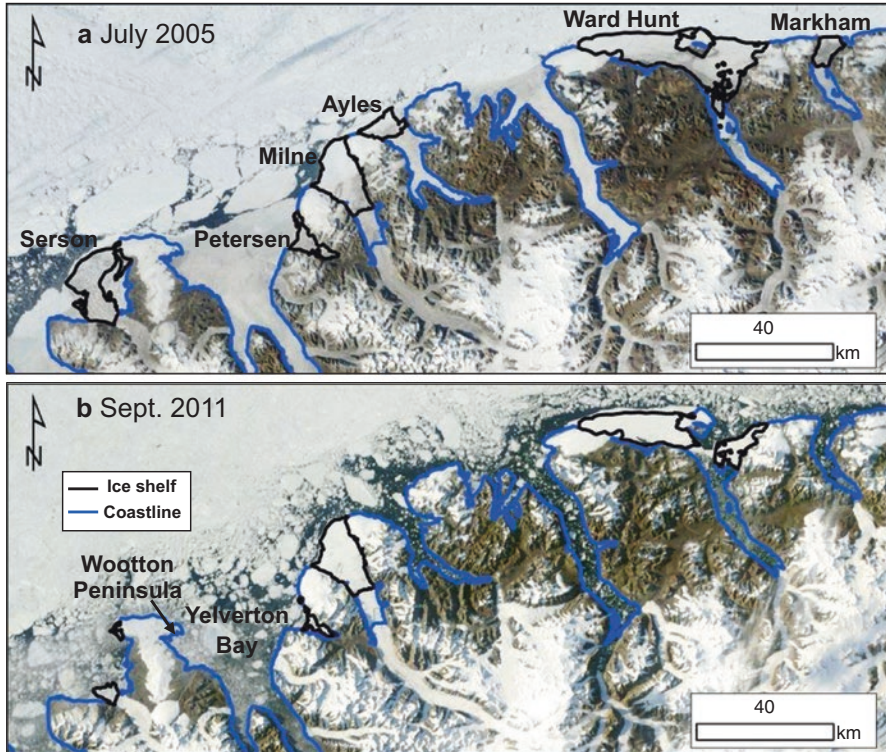 a July 2005
Ward Hunt
Markham
Ayles
Milne
Serson
Petersen
40
km
N
b Sept. 2011
N
Ice shelf
Coastline
Wootton
Peninsula
Yelverton
Bay
40
km